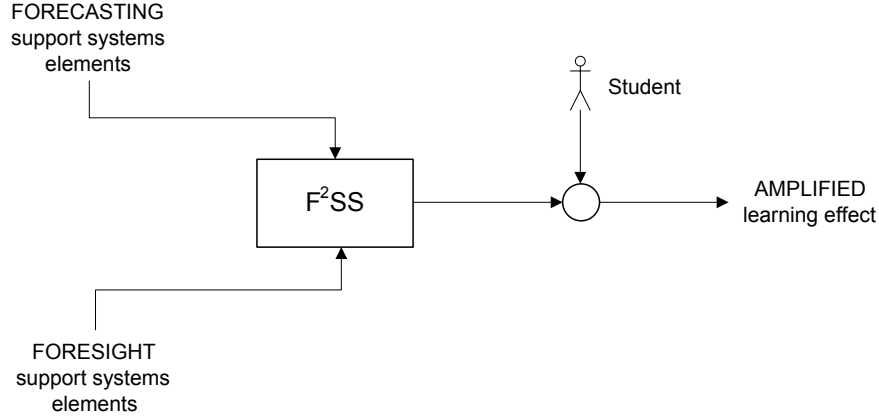 FORECASTING
support systems
elements
Student
F²SS
AMPLIFIED
learning effect
FORESIGHT
support systems
elements